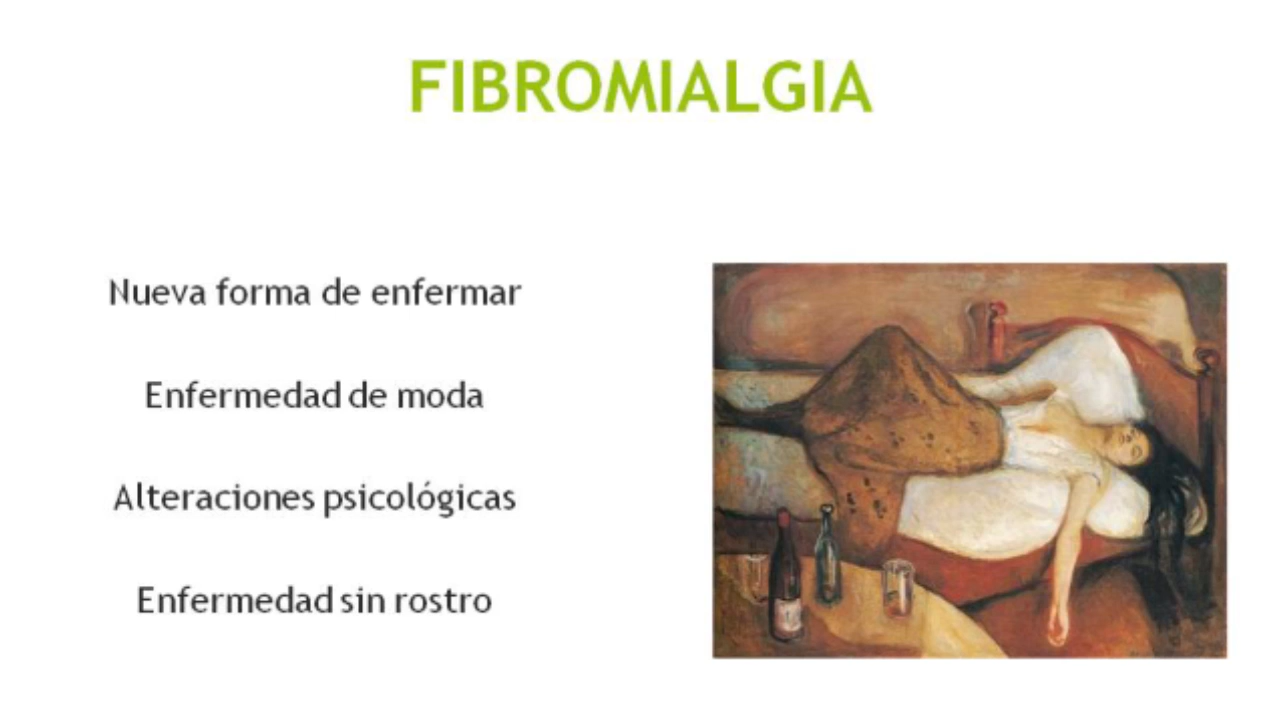 FIBROMIALGIA
Nueva forma de enfermar
Enfermedad de moda
Alteraciones psicológicas
Enfermedad sin rostro